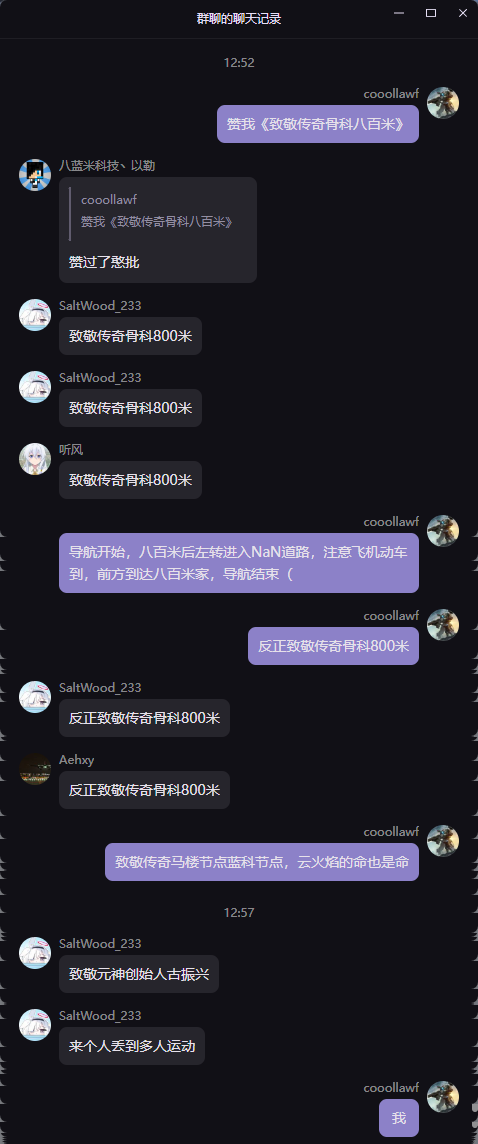 群聊的聊天记录
12:52
cooollawf
赞我《致敬传奇骨科八百米》
八蓝米科技丶以勒
cooollawf
赞我《致敬传奇骨科八百米》
赞过了憨批
SaltWood_233
致敬传奇骨科800米
SaltWood_233
致敬传奇骨科800米
听风
致敬传奇骨科800米
cooollawf
导航开始，八百米后左转进入NaN道路，注意飞机动车
到，前方到达八百米家，导航结束（
cooollawf
反正致敬传奇骨科800米
SaltWood_233
反正致敬传奇骨科800米
Aehxy
反正致敬传奇骨科800米
cooollawf
致敬传奇马楼节点蓝科节点，云火焰的命也是命
12:57
SaltWood_233
致敬元神创始人古振兴
SaltWood_233
来个人丢到多人运动
cooollawf
我